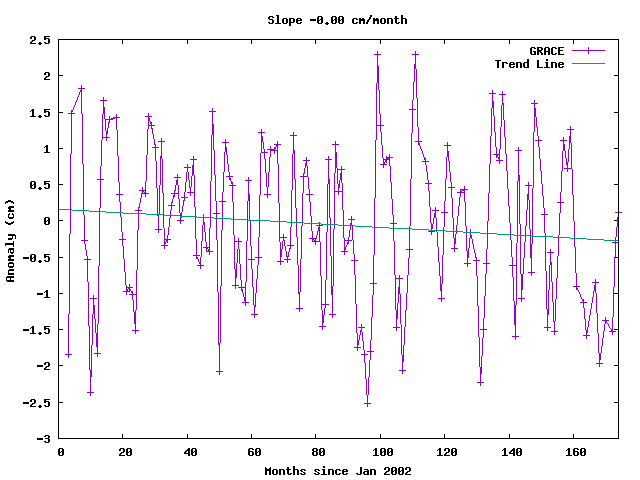 Slope -0.00 cm/month
GRACE
Trend Line
Anomaly (cm)
2.5
2
1.5
1
0.5
0
-0.5
-1
-1.5
-2
-2.5
-3
0 20 40 60 80 100 120 140 160
Months since Jan 2002